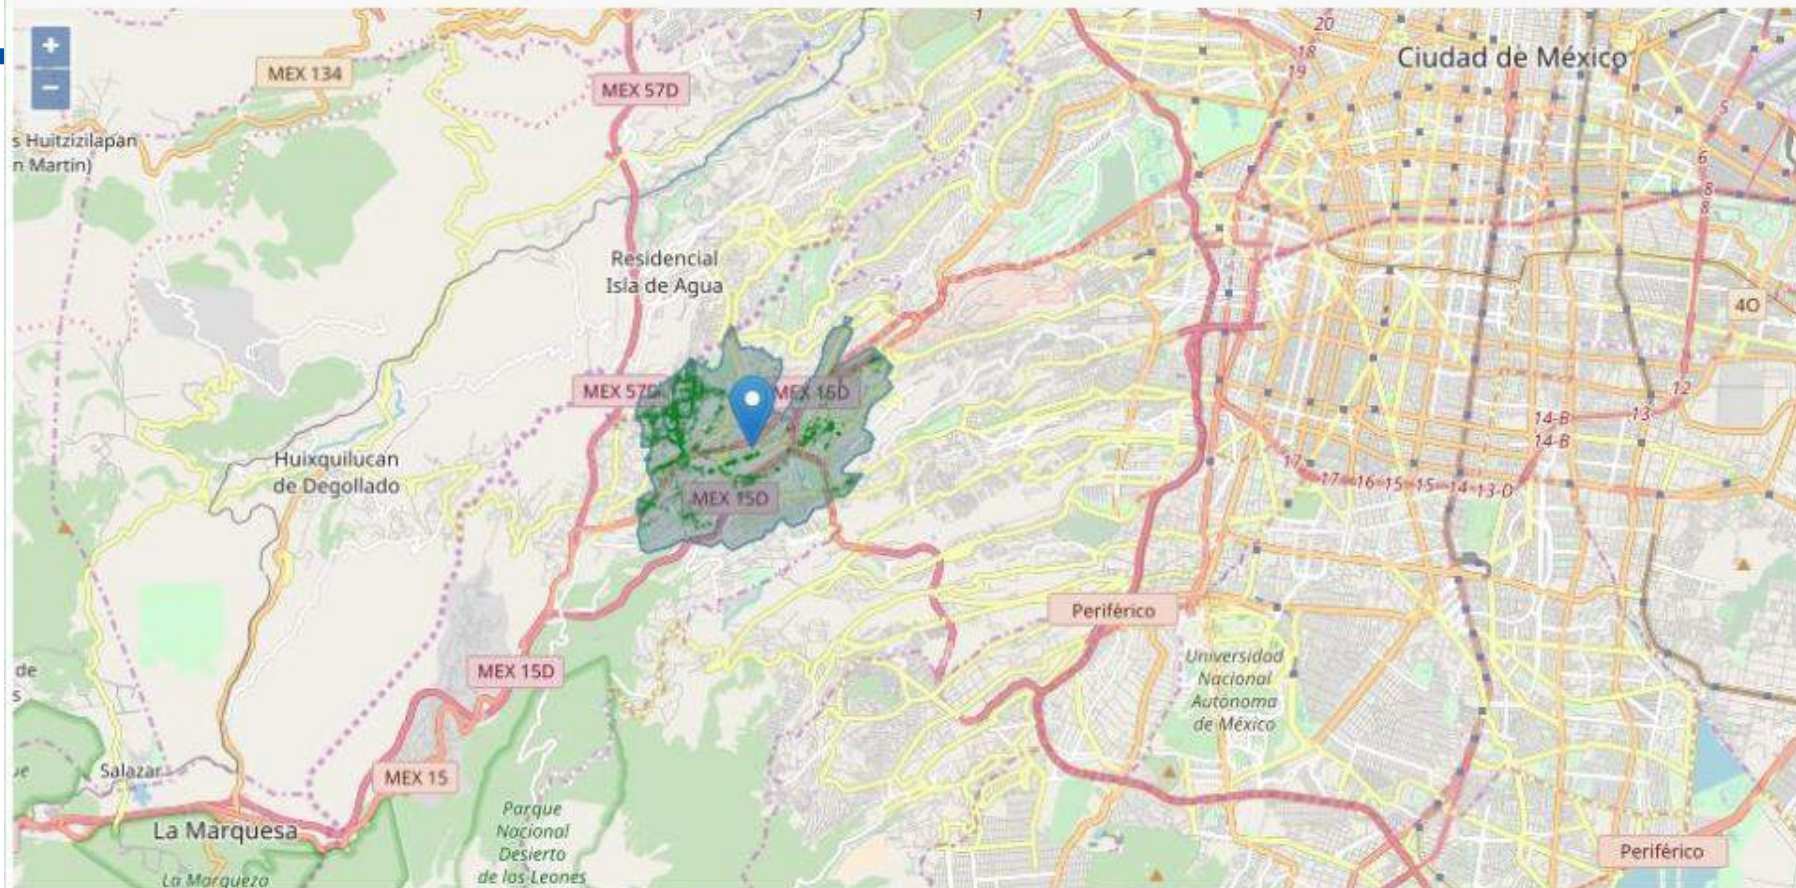 +
−
MEX 134
MEX 57D
Ciudad de México
20
18
19
1
5
s Huitzizilapan
n Martín)
6
8
8
Residencial
Isla de Agua
4O
MEX 57D
MEX 15D
12
13
14-B
14-B
Huixquilucan
de Degollado
17
17
16
15
15
14
13-D
MEX 15D
Periférico
Universidad
Nacional
Autónoma
de México
MEX 15D
de
s
Salazar
MEX 15
La Marquesa
Parque
Nacional
Desierto
de los Leones
La Marqueza
Periférico